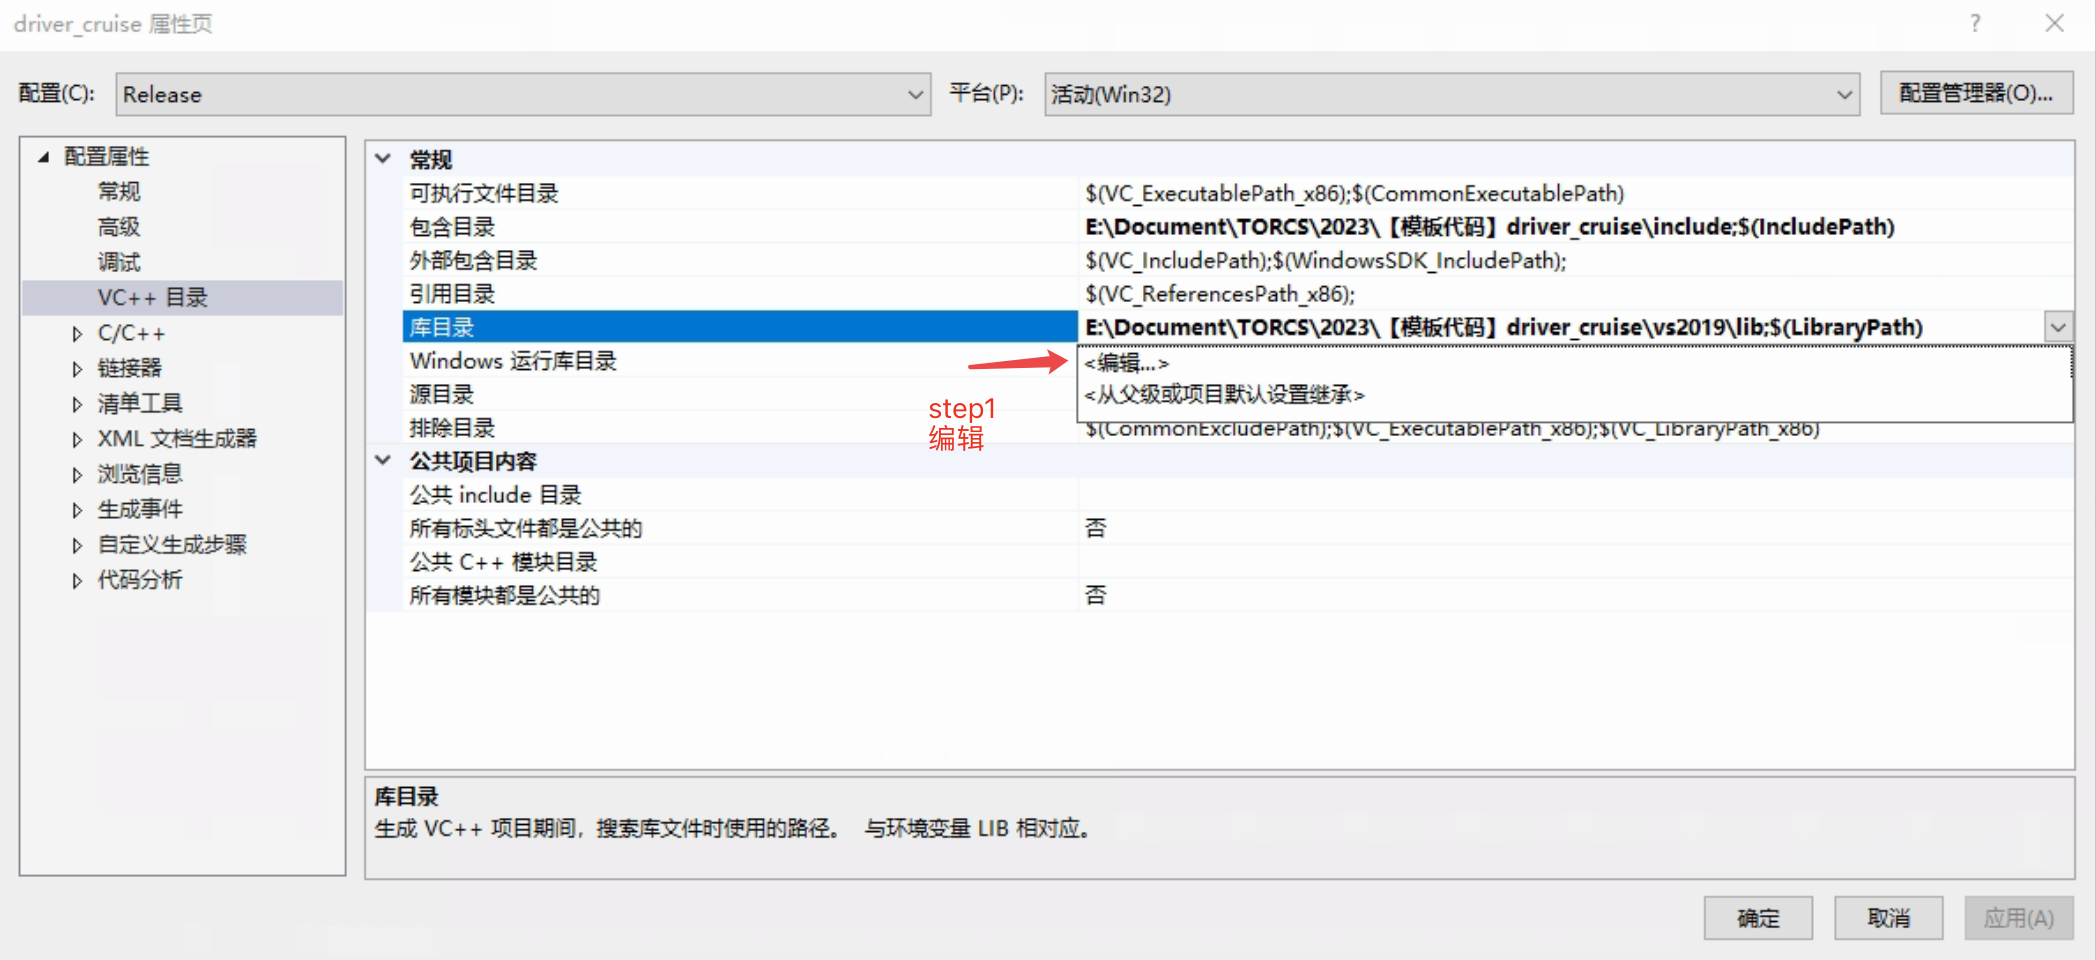 driver_cruise 属性页
?
配置(C):
Release
平台(P):
活动(Win32)
配置管理器(O)...
配置属性
常规
高级
调试
VC++ 目录
C/C++
链接器
清单工具
XML 文档生成器
浏览信息
生成事件
自定义生成步骤
代码分析
常规
可执行文件目录 $(VC_ExecutablePath_x86);$(CommonExecutablePath)
包含目录 E:\Document\TORCS\2023\【模板代码】driver_cruise\include;$(IncludePath)
外部包含目录 $(VC_IncludePath);$(WindowsSDK_IncludePath);
引用目录 $(VC_ReferencesPath_x86);
库目录 E:\Document\TORCS\2023\【模板代码】driver_cruise\vs2019\lib;$(LibraryPath)
Windows 运行库目录 <编辑...>
源目录 <从父级或项目默认设置继承>
step1
编辑
排除目录 $(CommonExcludePath);$(VC_ExecutablePath_x86);$(VC_LibraryPath_x86)
公共项目内容
公共 include 目录
所有标头文件都是公共的 否
公共 C++ 模块目录
所有模块都是公共的 否
库目录
生成 VC++ 项目期间，搜索库文件时使用的路径。 与环境变量 LIB 相对应。
确定
取消
应用(A)